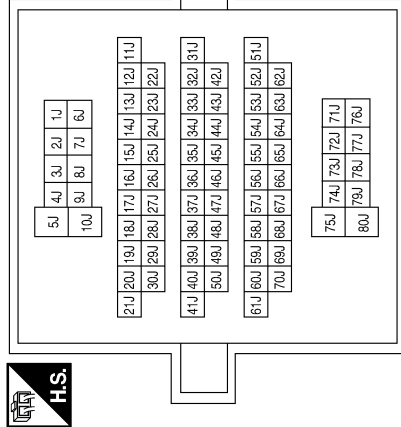 5J 4J 3J 2J 1J
10J 9J 8J 7J 6J
21J 20J 19J 18J 17J 16J 15J 14J 13J 12J 11J
30J 29J 28J 27J 26J 25J 24J 23J 22J
41J 40J 39J 38J 37J 36J 35J 34J 33J 32J 31J
50J 49J 48J 47J 46J 45J 44J 43J 42J
61J 60J 59J 58J 57J 56J 55J 54J 53J 52J 51J
70J 69J 68J 67J 66J 65J 64J 63J 62J
75J 74J 73J 72J 71J
80J 79J 78J 77J 76J
H.S.